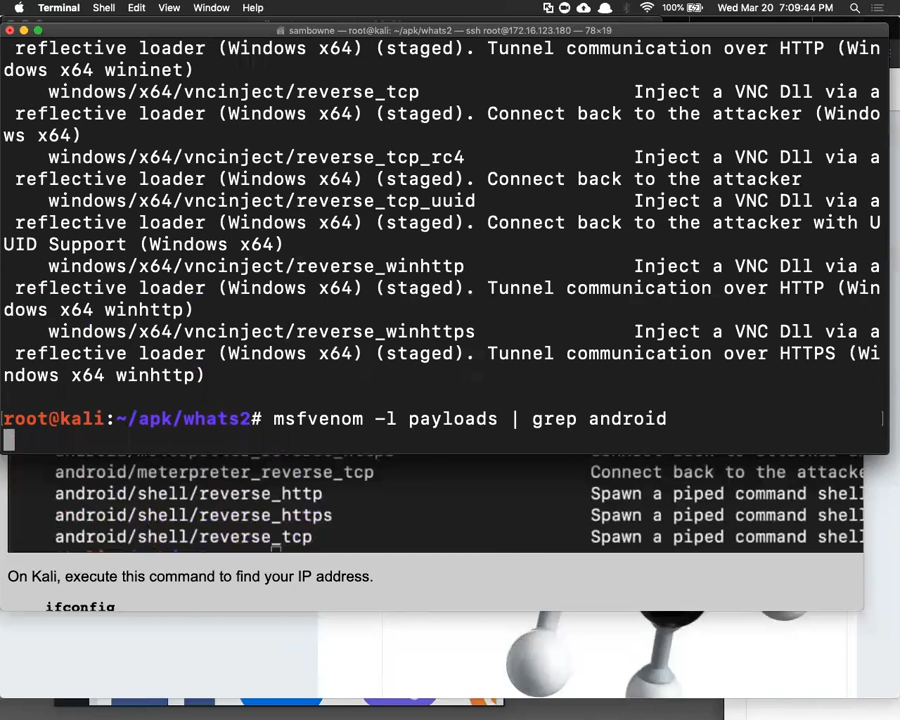 Terminal Shell Edit View Window Help 100% Wed Mar 20 7:09:44 PM
sambowne — root@kali: ~/apk/whats2 — ssh root@172.16.123.180 — 78×19
reflective loader (Windows x64) (staged). Tunnel communication over HTTP (Win
dows x64 wininet)
windows/x64/vncinject/reverse_tcp Inject a VNC Dll via a
reflective loader (Windows x64) (staged). Connect back to the attacker (Windo
ws x64)
windows/x64/vncinject/reverse_tcp_rc4 Inject a VNC Dll via a
reflective loader (Windows x64) (staged). Connect back to the attacker
windows/x64/vncinject/reverse_tcp_uuid Inject a VNC Dll via a
reflective loader (Windows x64) (staged). Connect back to the attacker with U
UID Support (Windows x64)
windows/x64/vncinject/reverse_winhttp Inject a VNC Dll via a
reflective loader (Windows x64) (staged). Tunnel communication over HTTP (Win
dows x64 winhttp)
windows/x64/vncinject/reverse_winhttps Inject a VNC Dll via a
reflective loader (Windows x64) (staged). Tunnel communication over HTTPS (Wi
ndows x64 winhttp)
root@kali:~/apk/whats2# msfvenom -l payloads | grep android
android/meterpreter_reverse_tcp Connect back to the attacke
android/shell/reverse_http Spawn a piped command shell
android/shell/reverse_https Spawn a piped command shell
android/shell/reverse_tcp Spawn a piped command shell
On Kali, execute this command to find your IP address.
ifconfig